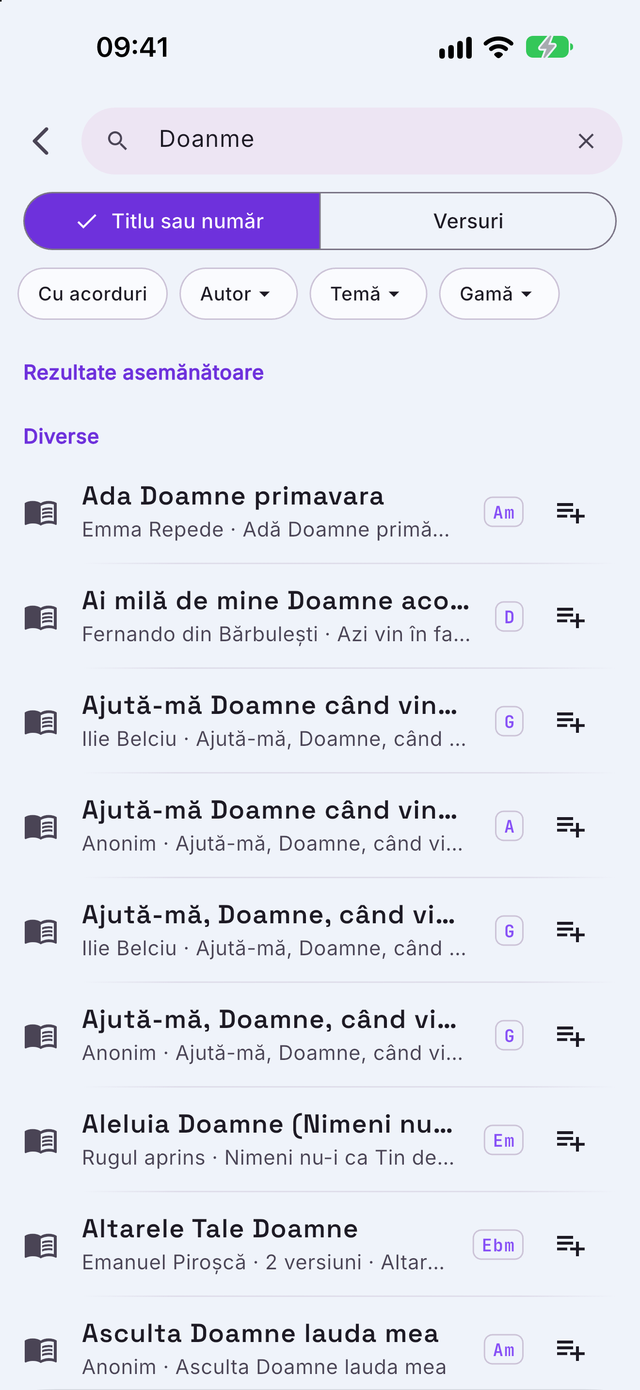 09:41
Doanme
Titlu sau număr
Versuri
Cu acorduri
Autor
Temă
Gamă
Rezultate asemănătoare
Diverse
Ada Doamne primavara
Am
Emma Repede · Adă Doamne primă...
Ai milă de mine Doamne aco...
D
Fernando din Bărbulești · Azi vin în fa...
Ajută-mă Doamne când vin...
G
Ilie Belciu · Ajută-mă, Doamne, când ...
Ajută-mă Doamne când vin...
A
Anonim · Ajută-mă, Doamne, când vi...
Ajută-mă, Doamne, când vi...
G
Ilie Belciu · Ajută-mă, Doamne, când ...
Ajută-mă, Doamne, când vi...
G
Anonim · Ajută-mă, Doamne, când vi...
Aleluia Doamne (Nimeni nu...
Em
Rugul aprins · Nimeni nu-i ca Tin de...
Altarele Tale Doamne
Ebm
Emanuel Piroșcă · 2 versiuni · Altar...
Asculta Doamne lauda mea
Am
Anonim · Asculta Doamne lauda mea